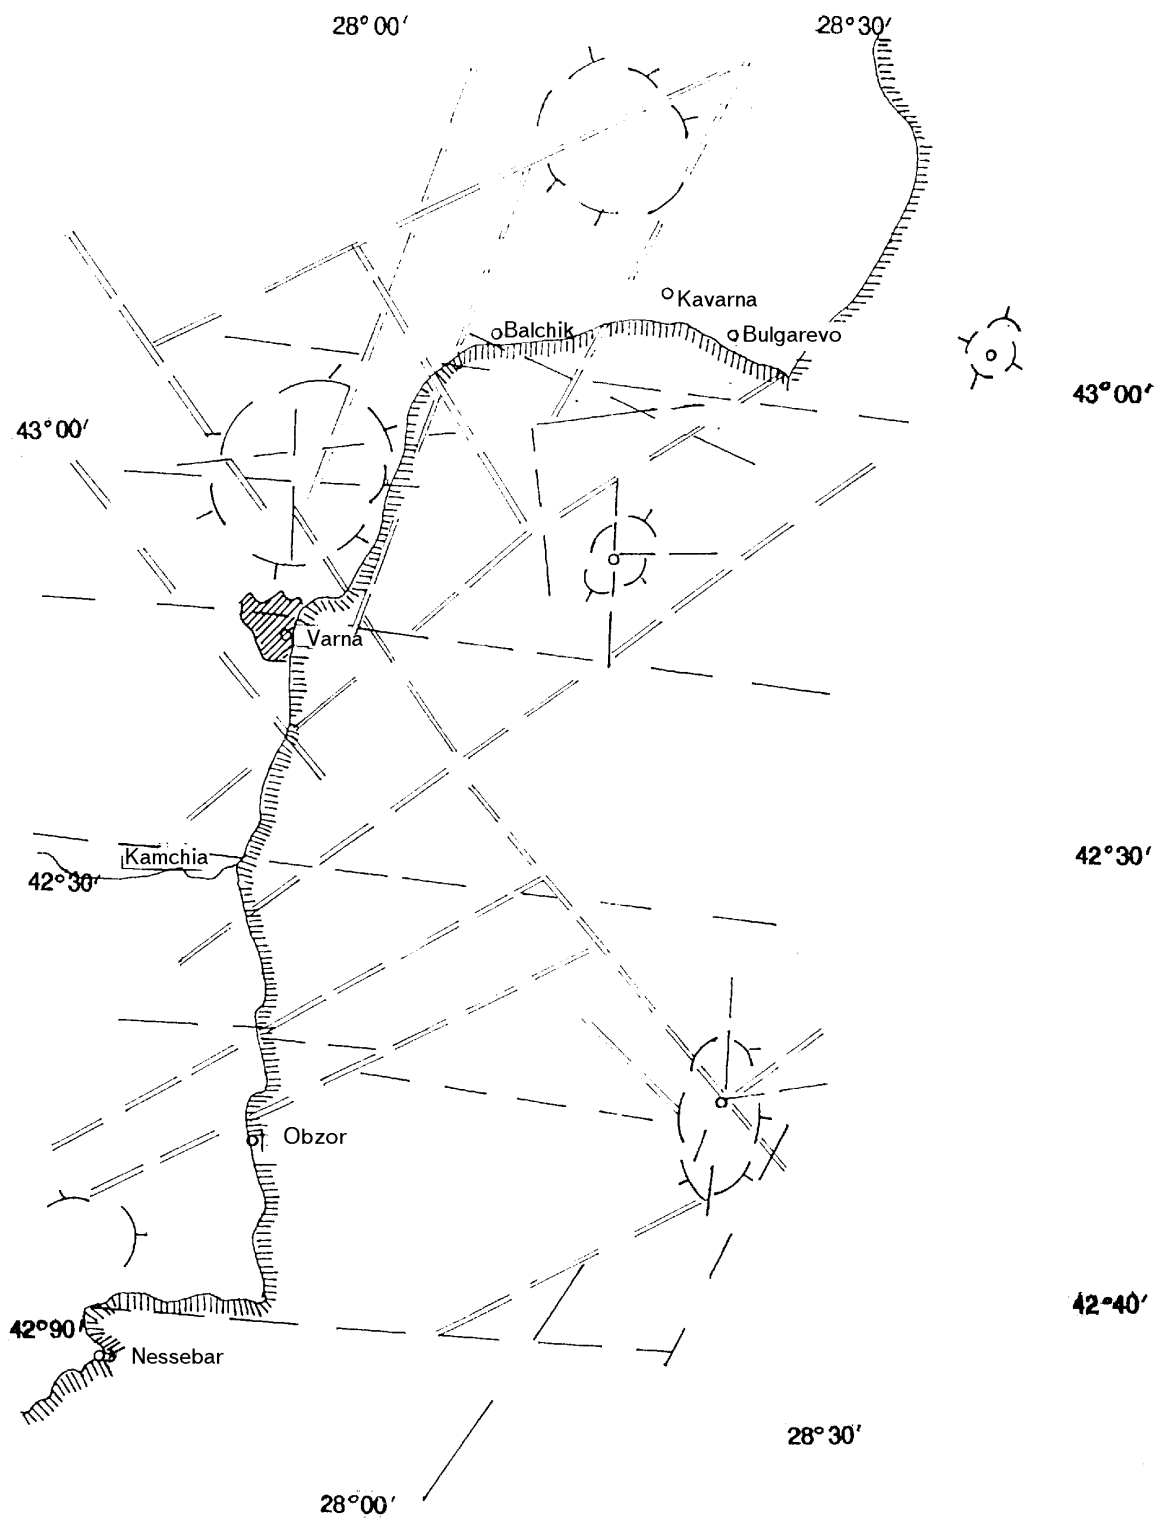 28°00′
28°30′
Kavarna
Balchik
Bulgarevo
43°00′
43°00′
Varna
Kamchia
42°30′
42°30′
Obzor
42°40′
42°90′
Nessebar
28°30′
28°00′